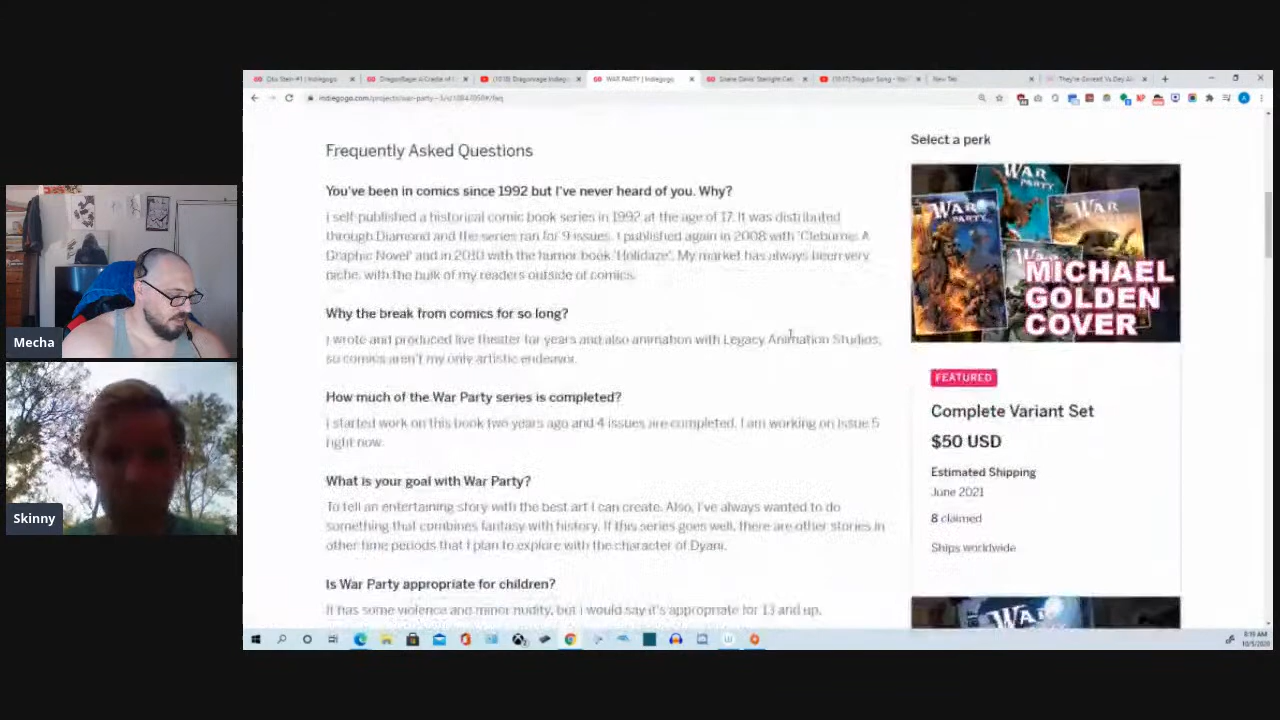 WAR PARTY | Indiegogo
New Tab
Frequently Asked Questions
Select a perk
You've been in comics since 1992 but I've never heard of you. Why?
I self-published a historical comic book series in 1992 at the age of 17. It was distributed
through Diamond and the series ran for 9 issues. I published again in 2008 with 'Cleburne: A
Graphic Novel' and in 2010 with the humor book 'Holidaze'. My market has always been very
niche, with the bulk of my readers outside of comics.
Why the break from comics for so long?
I wrote and produced live theater for years and also animation with Legacy Animation Studios,
so comics aren't my only artistic endeavor.
How much of the War Party series is completed?
I started work on this book two years ago and 4 issues are completed. I am working on Issue 5
right now.
What is your goal with War Party?
To tell an entertaining story with the best art I can create. Also, I've always wanted to do
something that combines fantasy with history. If this series goes well, there are other stories in
other time periods that I plan to explore with the character of Dyani.
Is War Party appropriate for children?
It has some violence and minor nudity, but I would say it's appropriate for 13 and up.
WAR
PARTY
WAR
PARTY
WAR
MICHAEL
GOLDEN
COVER
FEATURED
Complete Variant Set
$50 USD
Estimated Shipping
June 2021
8 claimed
Ships worldwide
WAR
Mecha
Skinny